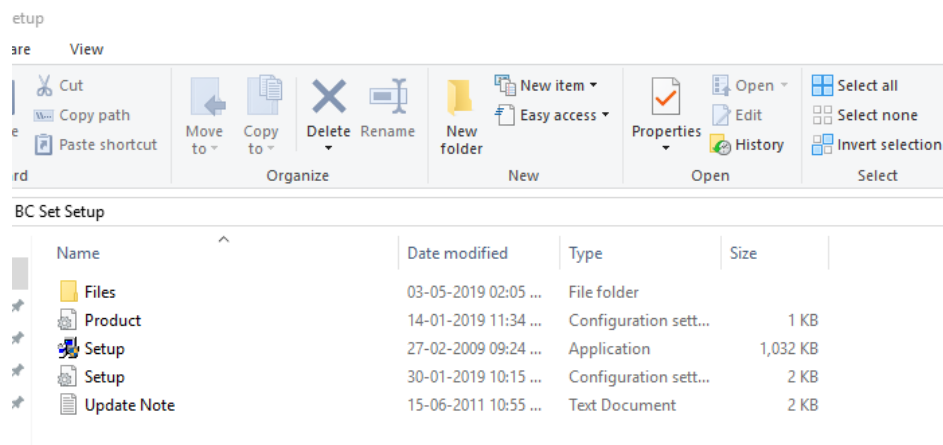 etup
are View
Cut
Copy path
Paste shortcut
Move to
Copy to
Delete
Rename
New folder
New item
Easy access
Properties
Open
Edit
History
Select all
Select none
Invert selection
rd Organize New Open Select
BC Set Setup
Name Date modified Type Size
Files 03-05-2019 02:05 ... File folder
Product 14-01-2019 11:34 ... Configuration sett... 1 KB
Setup 27-02-2009 09:24 ... Application 1,032 KB
Setup 30-01-2019 10:15 ... Configuration sett... 2 KB
Update Note 15-06-2011 10:55 ... Text Document 2 KB